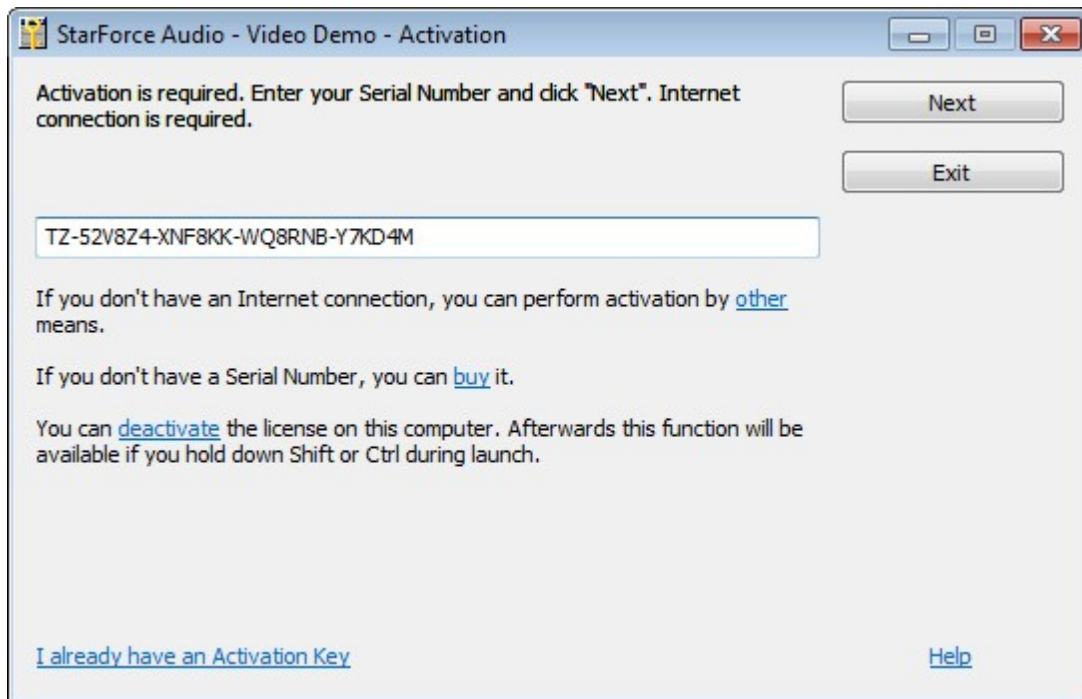 StarForce Audio - Video Demo - Activation
Activation is required. Enter your Serial Number and click "Next". Internet
connection is required.
Next
Exit
TZ-52V8Z4-XNF8KK-WQ8RNB-Y7KD4M
If you don't have an Internet connection, you can perform activation by other
means.
If you don't have a Serial Number, you can buy it.
You can deactivate the license on this computer. Afterwards this function will be
available if you hold down Shift or Ctrl during launch.
I already have an Activation Key
Help